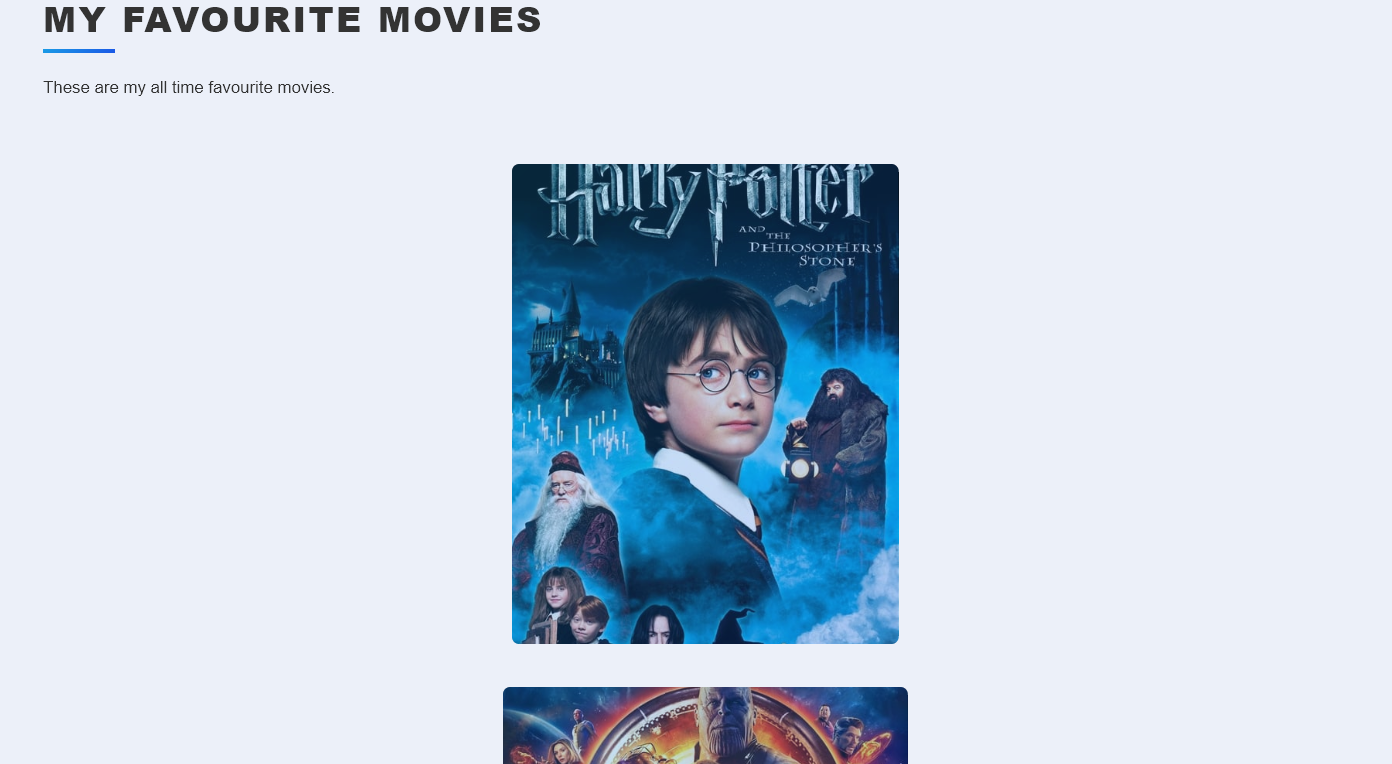 MY FAVOURITE MOVIES
These are my all time favourite movies.
Harry Potter
AND THE
PHILOSOPHER'S
STONE